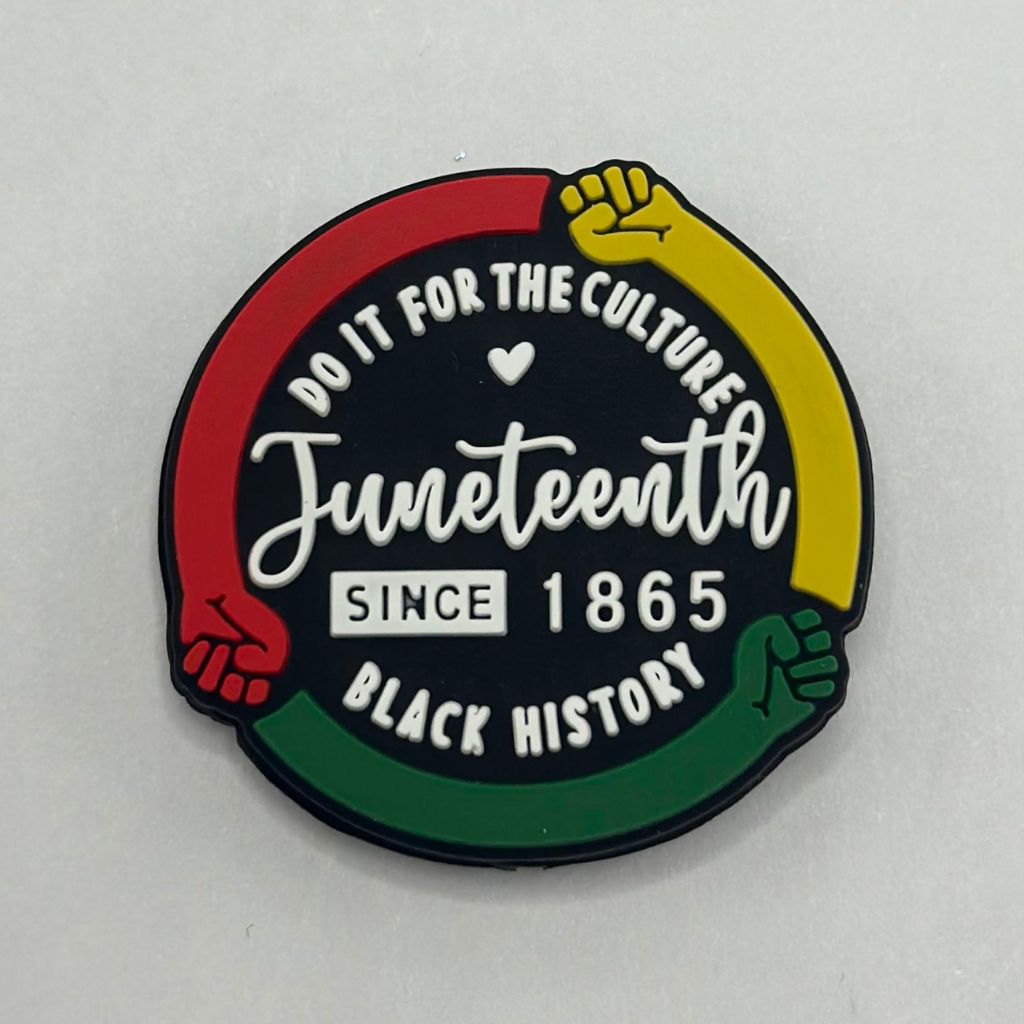 DO IT FOR THE CULTURE
Juneteenth
SINCE 1865
BLACK HISTORY